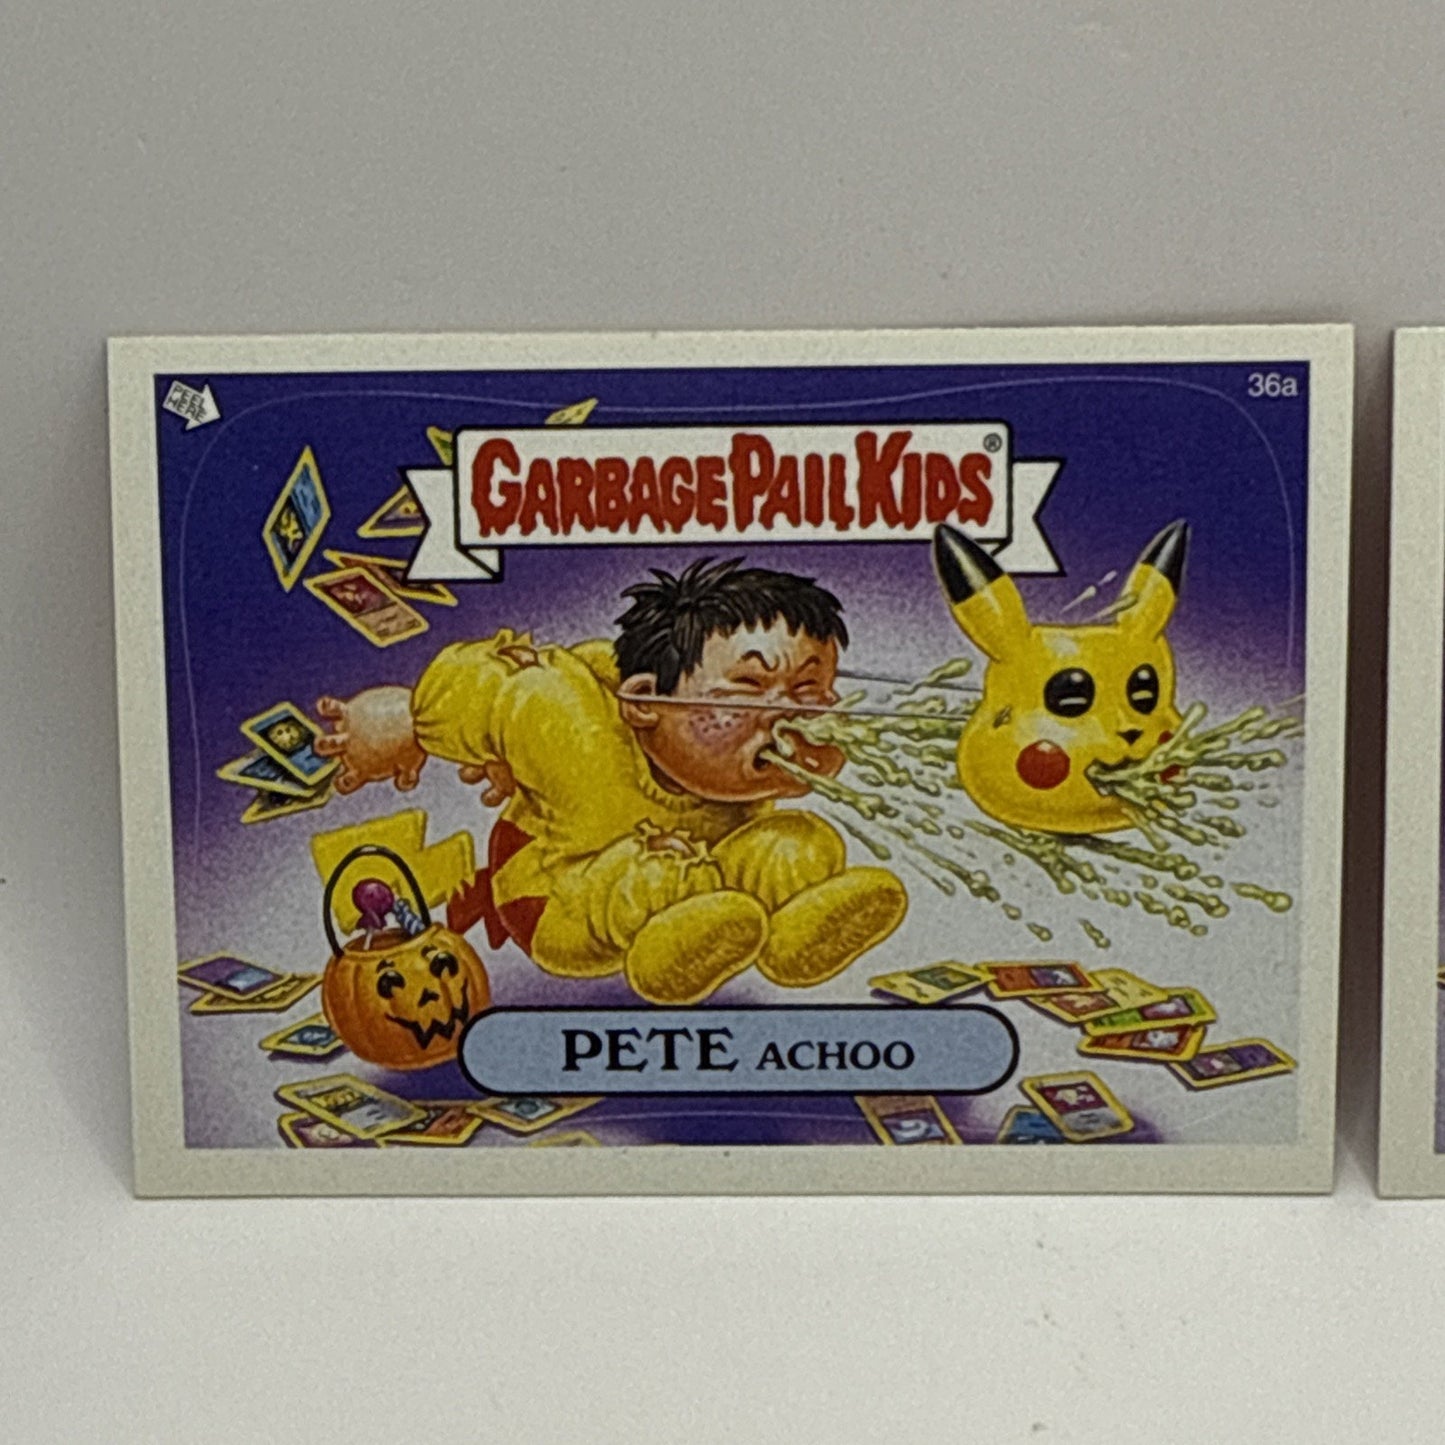 PEEL
HERE
36a
GARBAGE PAIL KIDS®
PETE ACHOO